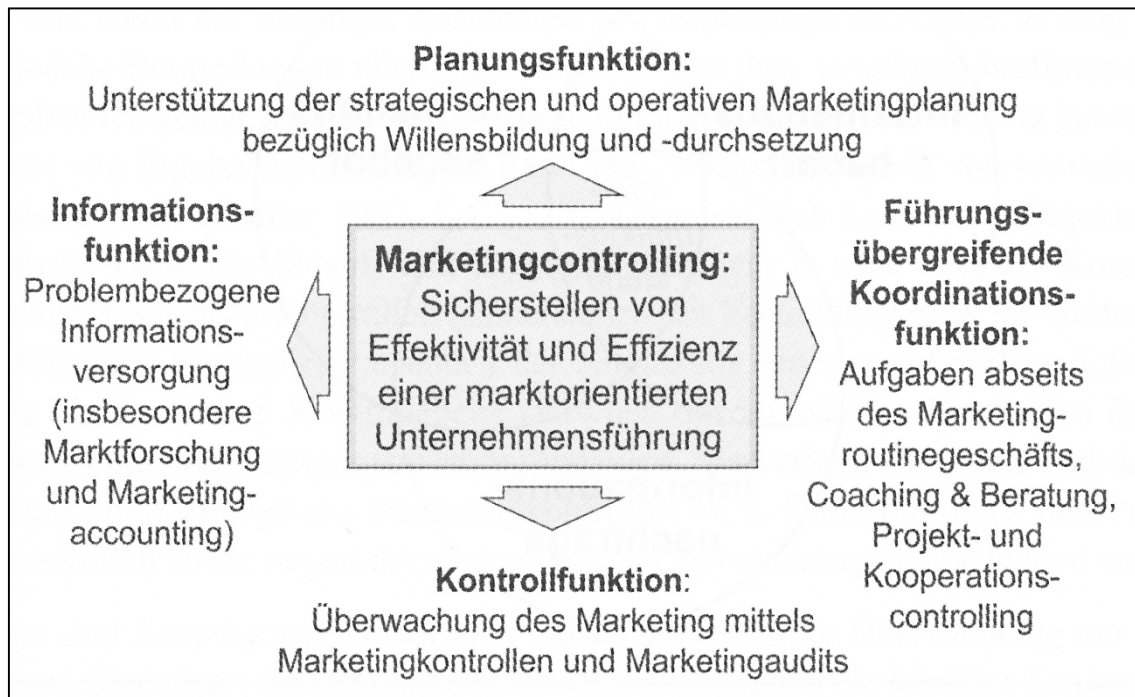 Planungsfunktion:
Unterstützung der strategischen und operativen Marketingplanung
bezüglich Willensbildung und -durchsetzung
Informations-
funktion:
Problembezogene
Informations-
versorgung
(insbesondere
Marktforschung
und Marketing-
accounting)
Marketingcontrolling:
Sicherstellen von
Effektivität und Effizienz
einer marktorientierten
Unternehmensführung
Führungs-
übergreifende
Koordinations-
funktion:
Aufgaben abseits
des Marketing-
routinegeschäfts,
Coaching & Beratung,
Projekt- und
Kooperations-
controlling
Kontrollfunktion:
Überwachung des Marketing mittels
Marketingkontrollen und Marketingaudits